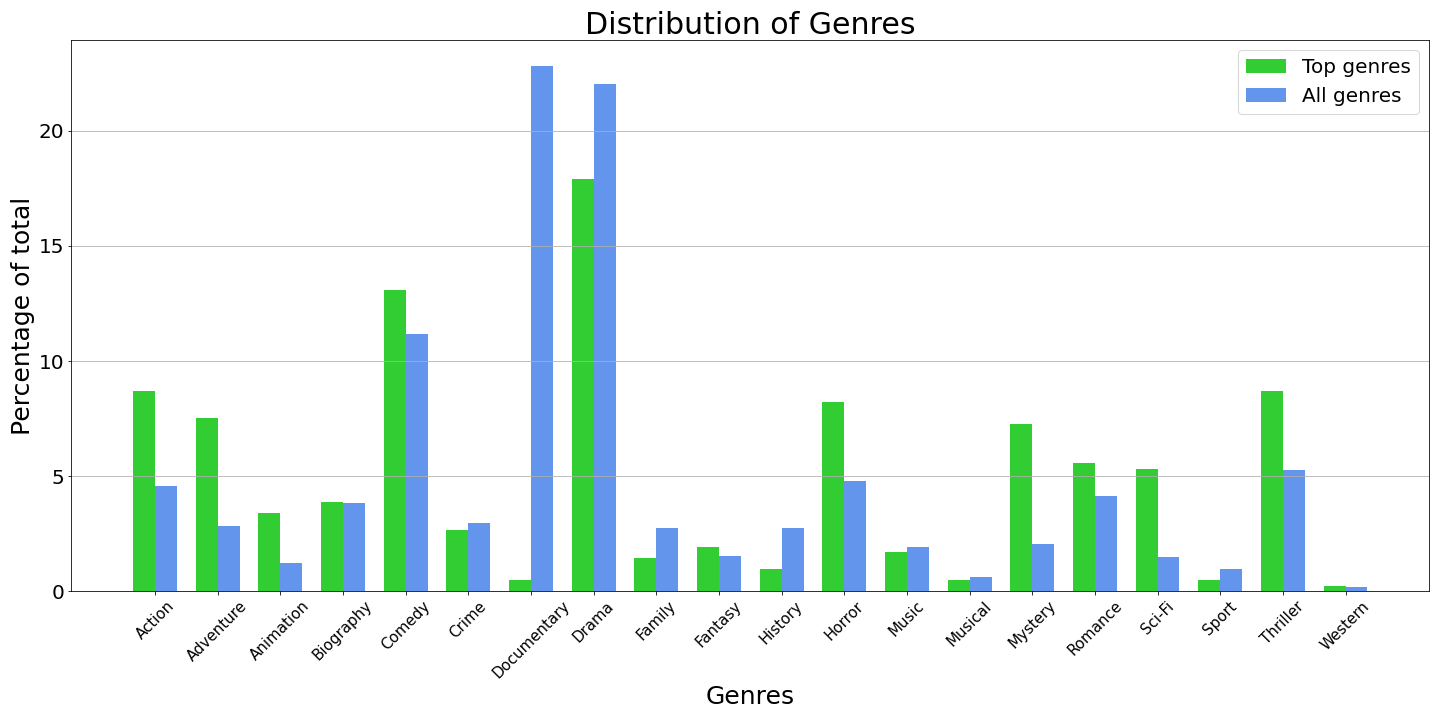 Distribution of Genres
Top genres
All genres
Percentage of total
20
15
10
5
0
Action
Adventure
Animation
Biography
Comedy
Crime
Documentary
Drama
Family
Fantasy
History
Horror
Music
Musical
Mystery
Romance
Sci-Fi
Sport
Thriller
Western
Genres